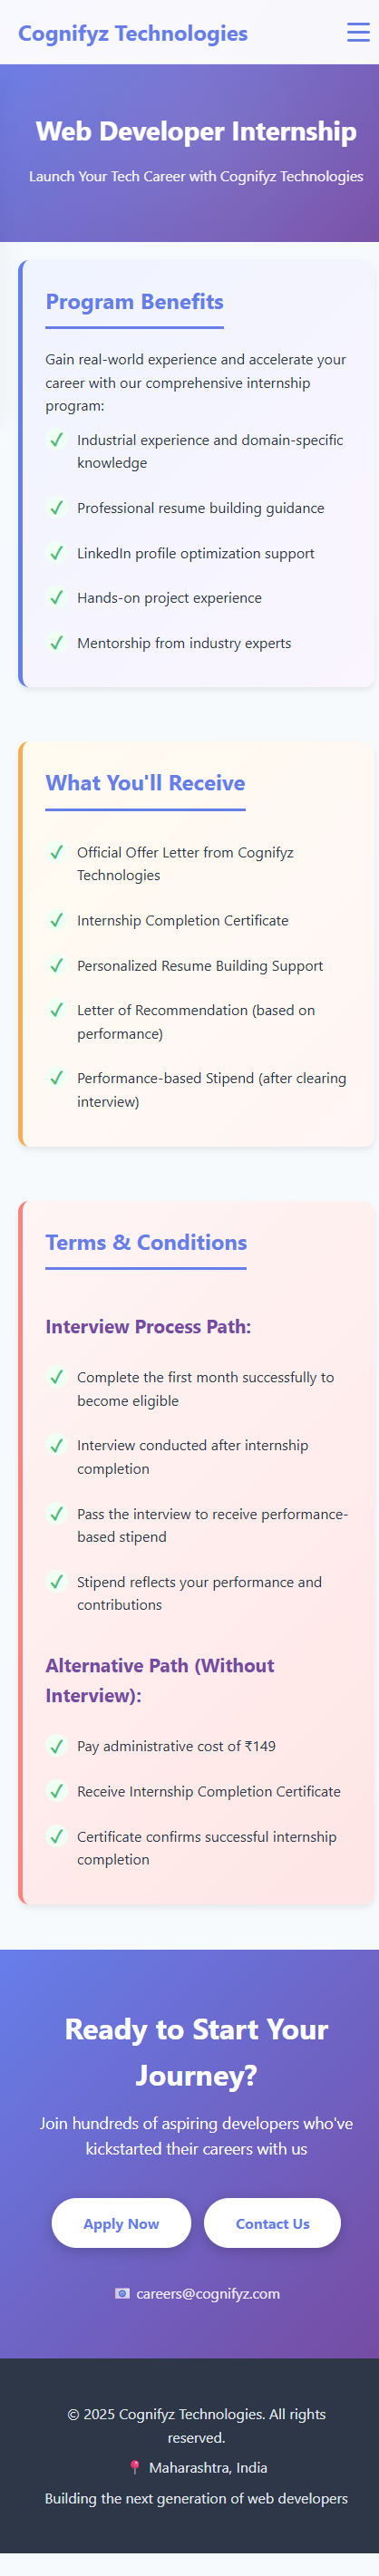 Cognifyz Technologies
Web Developer Internship
Launch Your Tech Career with Cognifyz Technologies
Program Benefits
Gain real-world experience and accelerate your
career with our comprehensive internship
program:
✓ Industrial experience and domain-specific
knowledge
✓ Professional resume building guidance
✓ LinkedIn profile optimization support
✓ Hands-on project experience
✓ Mentorship from industry experts
What You'll Receive
✓ Official Offer Letter from Cognifyz
Technologies
✓ Internship Completion Certificate
✓ Personalized Resume Building Support
✓ Letter of Recommendation (based on
performance)
✓ Performance-based Stipend (after clearing
interview)
Terms & Conditions
Interview Process Path:
✓ Complete the first month successfully to
become eligible
✓ Interview conducted after internship
completion
✓ Pass the interview to receive performance-
based stipend
✓ Stipend reflects your performance and
contributions
Alternative Path (Without
Interview):
✓ Pay administrative cost of ₹149
✓ Receive Internship Completion Certificate
✓ Certificate confirms successful internship
completion
Ready to Start Your
Journey?
Join hundreds of aspiring developers who've
kickstarted their careers with us
Apply Now Contact Us
📧 careers@cognifyz.com
© 2025 Cognifyz Technologies. All rights
reserved.
📍 Maharashtra, India
Building the next generation of web developers